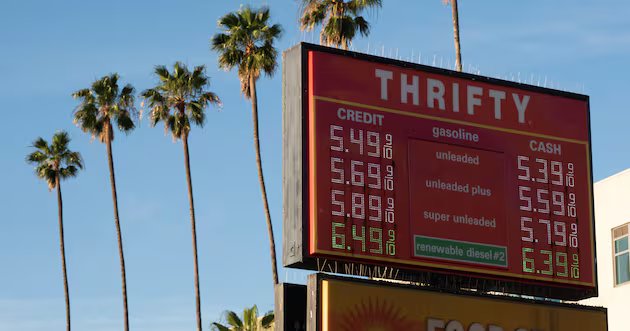 THRIFTY
CREDIT gasoline CASH
5.49 9/10 unleaded 5.39 9/10
5.69 9/10 unleaded plus 5.59 9/10
5.89 9/10 super unleaded 5.79 9/10
6.49 9/10 renewable diesel #2 6.39 9/10